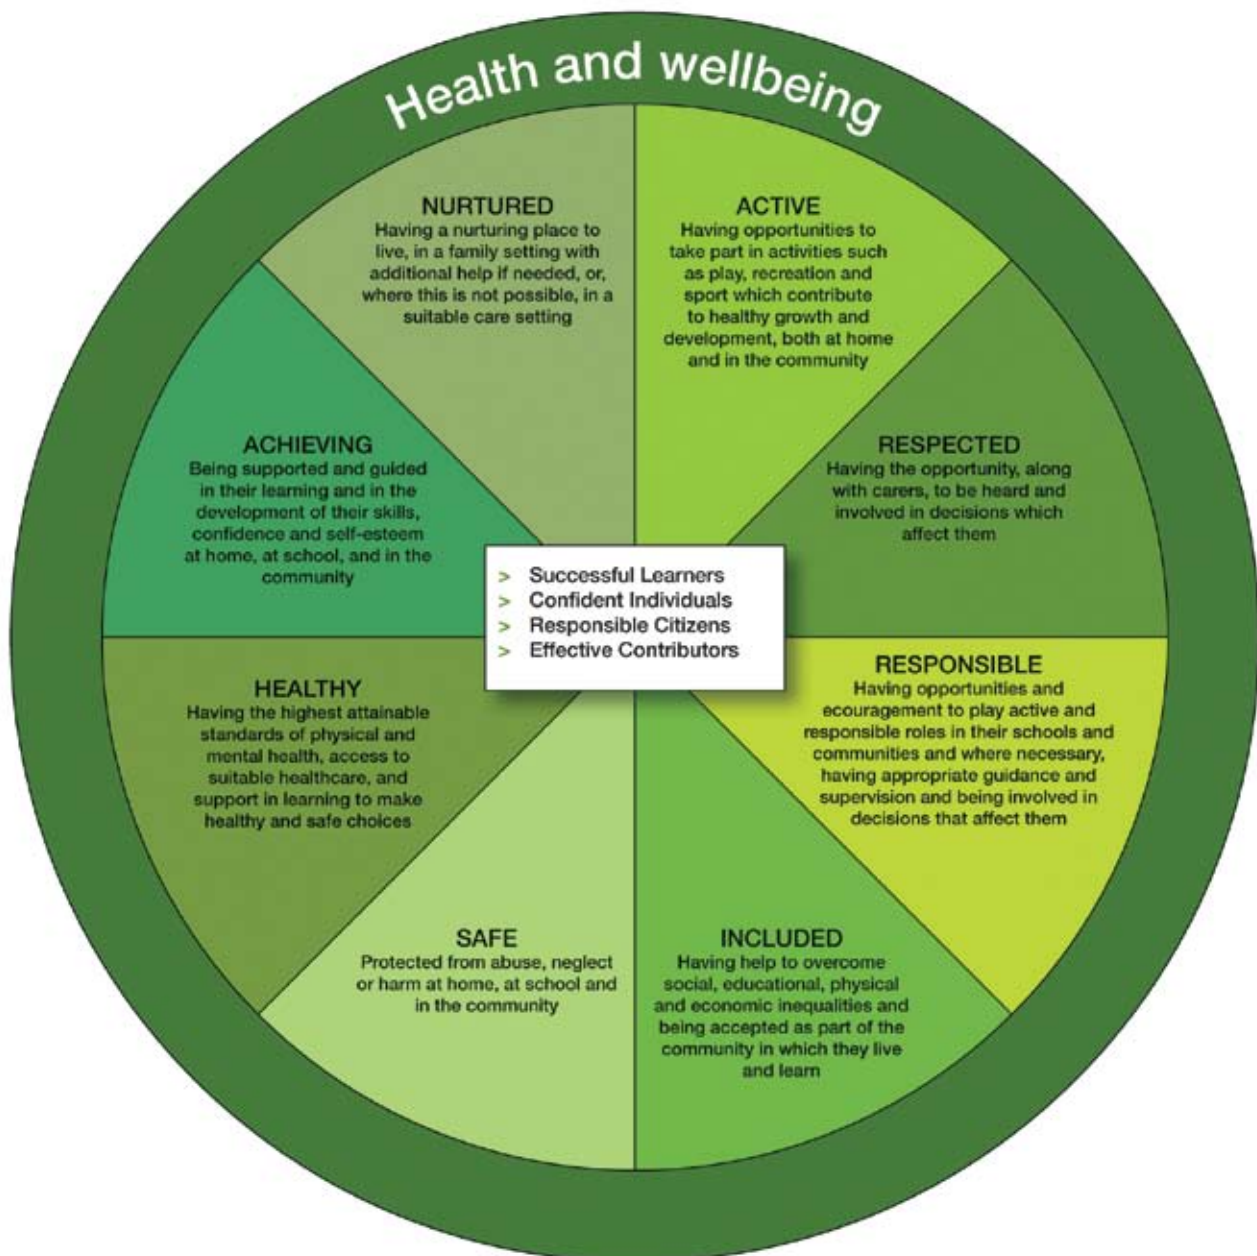 Health and wellbeing
NURTURED
Having a nurturing place to
live, in a family setting with
additional help if needed, or,
where this is not possible, in a
suitable care setting
ACTIVE
Having opportunities to
take part in activities such
as play, recreation and
sport which contribute
to healthy growth and
development, both at home
and in the community
ACHIEVING
Being supported and guided
in their learning and in the
development of their skills,
confidence and self-esteem
at home, at school, and in the
community
RESPECTED
Having the opportunity, along
with carers, to be heard and
involved in decisions which
affect them
> Successful Learners
> Confident Individuals
> Responsible Citizens
> Effective Contributors
HEALTHY
Having the highest attainable
standards of physical and
mental health, access to
suitable healthcare, and
support in learning to make
healthy and safe choices
RESPONSIBLE
Having opportunities and
ecouragement to play active and
responsible roles in their schools and
communities and where necessary,
having appropriate guidance and
supervision and being involved in
decisions that affect them
SAFE
Protected from abuse, neglect
or harm at home, at school and
in the community
INCLUDED
Having help to overcome
social, educational, physical
and economic inequalities and
being accepted as part of the
community in which they live
and learn